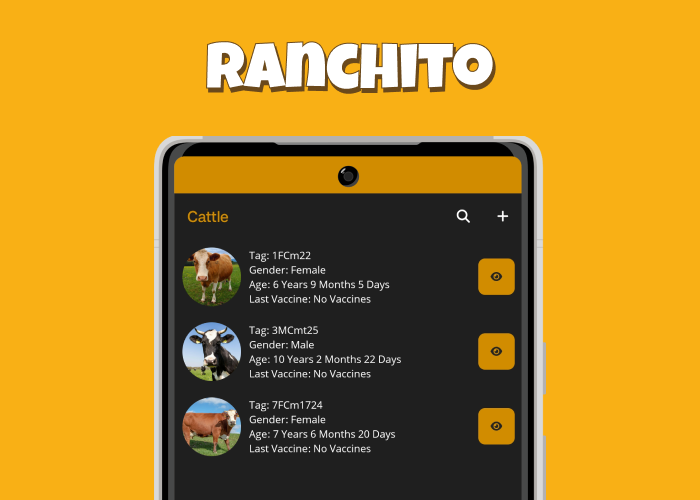 RANCHITO
Cattle
Tag: 1FCm22
Gender: Female
Age: 6 Years 9 Months 5 Days
Last Vaccine: No Vaccines
Tag: 3MCmt25
Gender: Male
Age: 10 Years 2 Months 22 Days
Last Vaccine: No Vaccines
Tag: 7FCm1724
Gender: Female
Age: 7 Years 6 Months 20 Days
Last Vaccine: No Vaccines